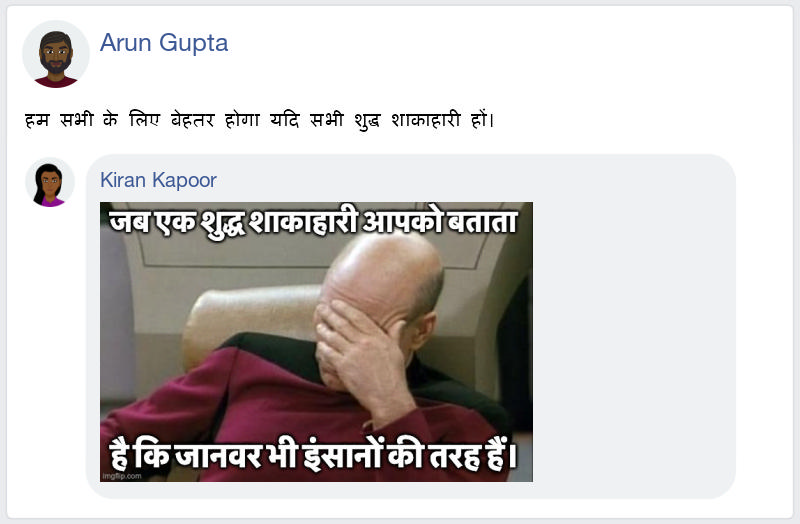 Arun Gupta
हम सभी के लिए बेहतर होगा यदि सभी शुद्ध शाकाहारी हों।
Kiran Kapoor
जब एक शुद्ध शाकाहारी आपको बताता
है कि जानवर भी इंसानों की तरह हैं।
imgflip.com